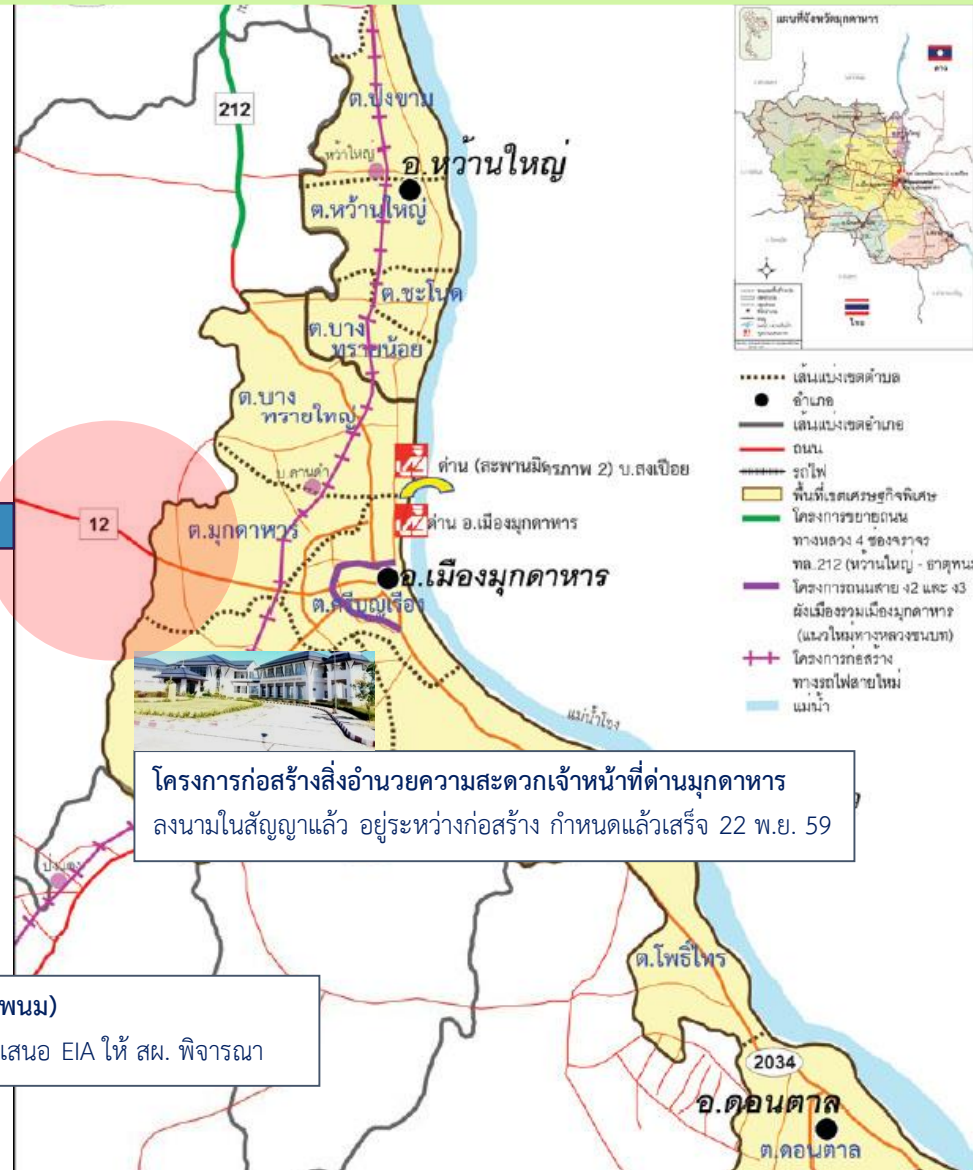 แผนที่จังหวัดมุกดาหาร
ลาว
ไทย
212
ต.ป่งขาม
หว้านใหญ่
อ.หว้านใหญ่
ต.หว้านใหญ่
ต.ชะโนด
ต.บาง
ทรายน้อย
ต.บาง
ทรายใหญ่
บ.ดานคำ
ด่าน (สะพานมิตรภาพ 2) บ.สงเปือย
12
ต.มุกดาหาร
ด่าน อ.เมืองมุกดาหาร
อ.เมืองมุกดาหาร
ต.ศรีบุญเรือง
แม่น้ำโขง
เส้นแบ่งเขตตำบล
อำเภอ
เส้นแบ่งเขตอำเภอ
ถนน
รถไฟ
พื้นที่เขตเศรษฐกิจพิเศษ
โครงการขยายถนน
ทางหลวง 4 ช่องจราจร
ทล.212 (หว้านใหญ่ - ธาตุพนม
โครงการถนนสาย ง2 และ ง3
ผังเมืองรวมเมืองมุกดาหาร
(แนวใหม่ทางหลวงชนบท)
โครงการก่อสร้าง
ทางรถไฟสายใหม่
แม่น้ำ
โครงการก่อสร้างสิ่งอำนวยความสะดวกเจ้าหน้าที่ด่านมุกดาหาร
ลงนามในสัญญาแล้ว อยู่ระหว่างก่อสร้าง กำหนดแล้วเสร็จ 22 พ.ย. 59
ป่งแดง
พนม)
เสนอ EIA ให้ สผ. พิจารณา
ต.โพธิ์ไทร
2034
อ.ดอนตาล
ต.ดอนตาล